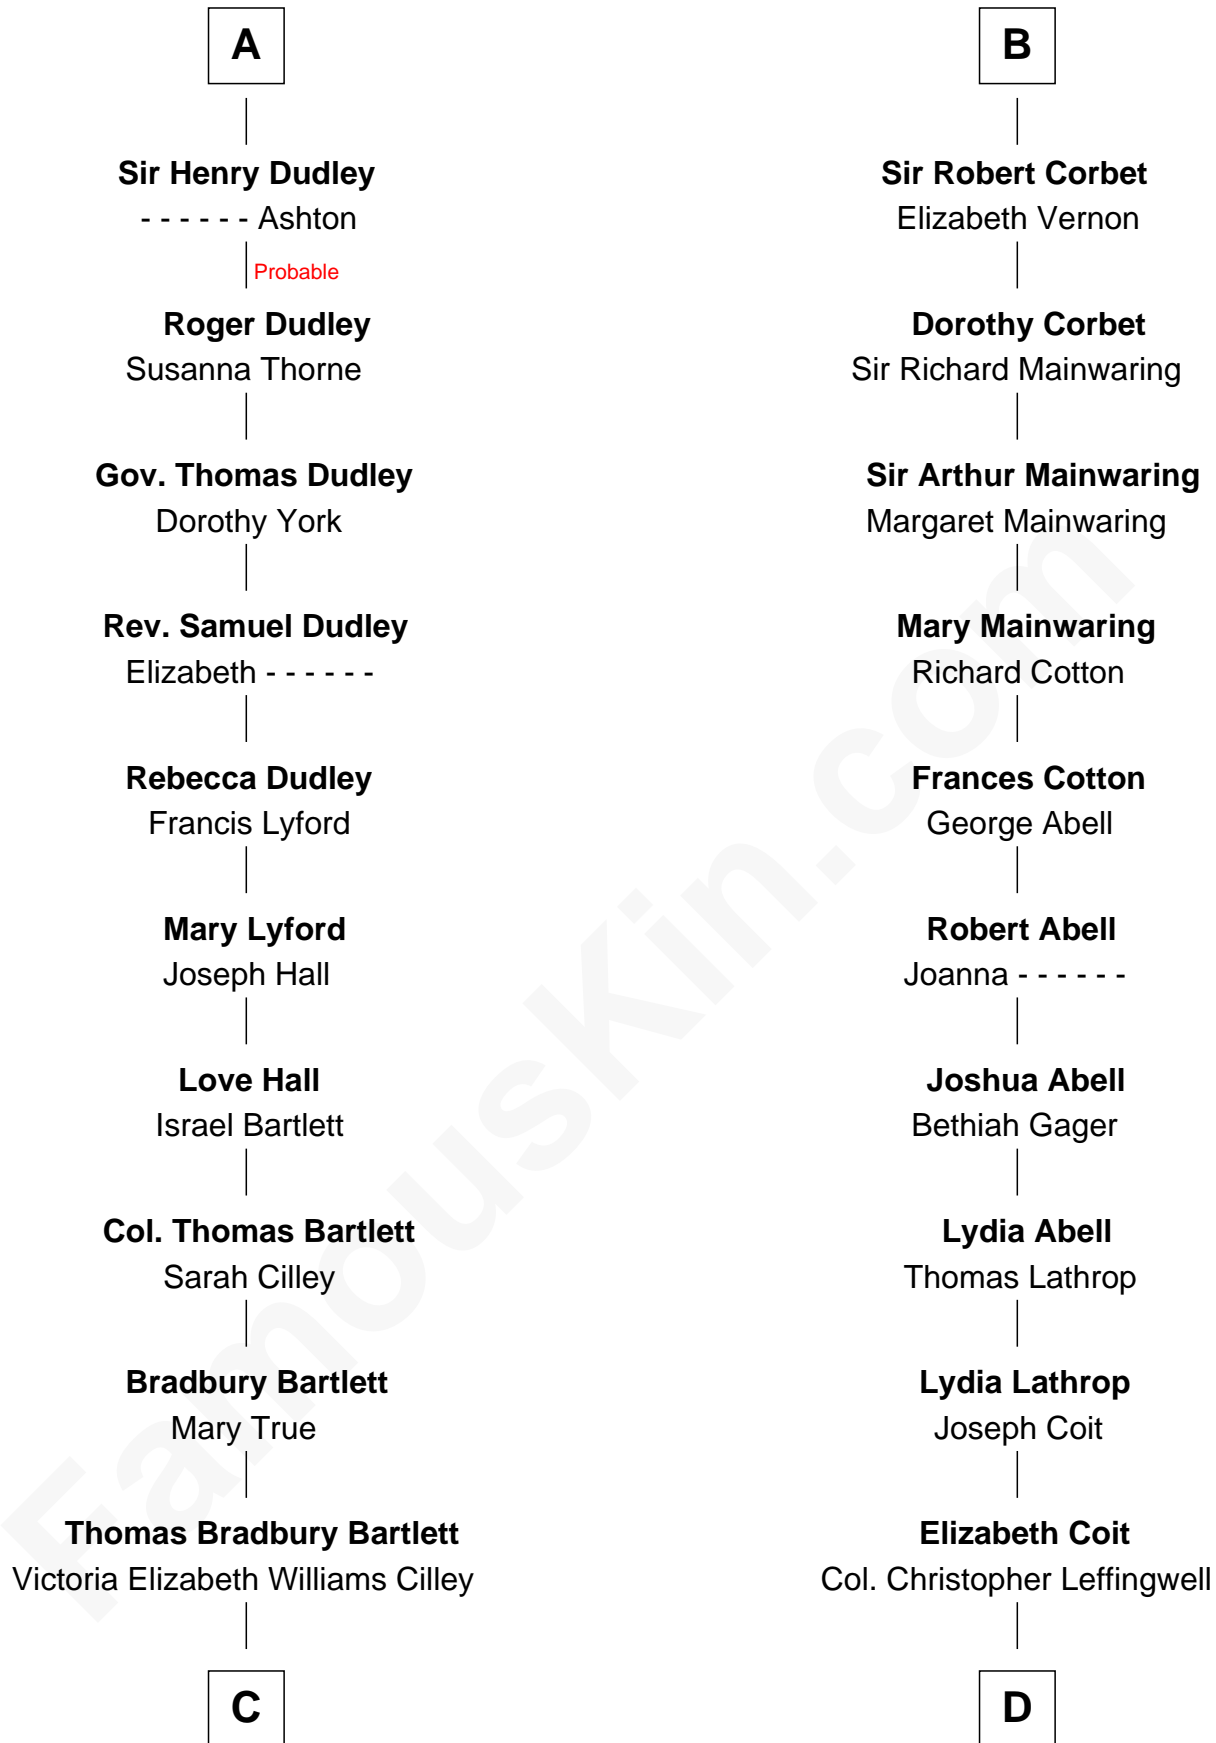 A
Sir Henry Dudley
- - - - - - Ashton
Probable
Roger Dudley
Susanna Thorne
Gov. Thomas Dudley
Dorothy York
Rev. Samuel Dudley
Elizabeth - - - - - -
Rebecca Dudley
Francis Lyford
Mary Lyford
Joseph Hall
Love Hall
Israel Bartlett
Col. Thomas Bartlett
Sarah Cilley
Bradbury Bartlett
Mary True
Thomas Bradbury Bartlett
Victoria Elizabeth Williams Cilley
C
B
Sir Robert Corbet
Elizabeth Vernon
Dorothy Corbet
Sir Richard Mainwaring
Sir Arthur Mainwaring
Margaret Mainwaring
Mary Mainwaring
Richard Cotton
Frances Cotton
George Abell
Robert Abell
Joanna - - - - - -
Joshua Abell
Bethiah Gager
Lydia Abell
Thomas Lathrop
Lydia Lathrop
Joseph Coit
Elizabeth Coit
Col. Christopher Leffingwell
D
FamousKin.com